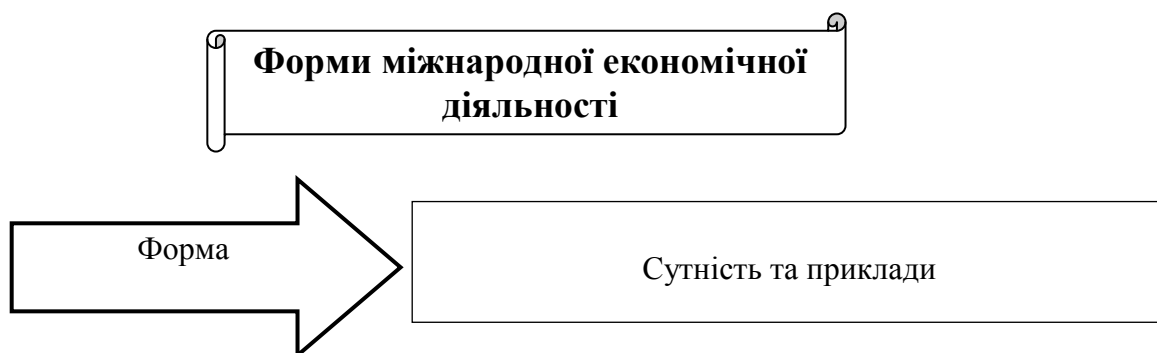 Форми міжнародної економічної
діяльності
Форма
Сутність та приклади